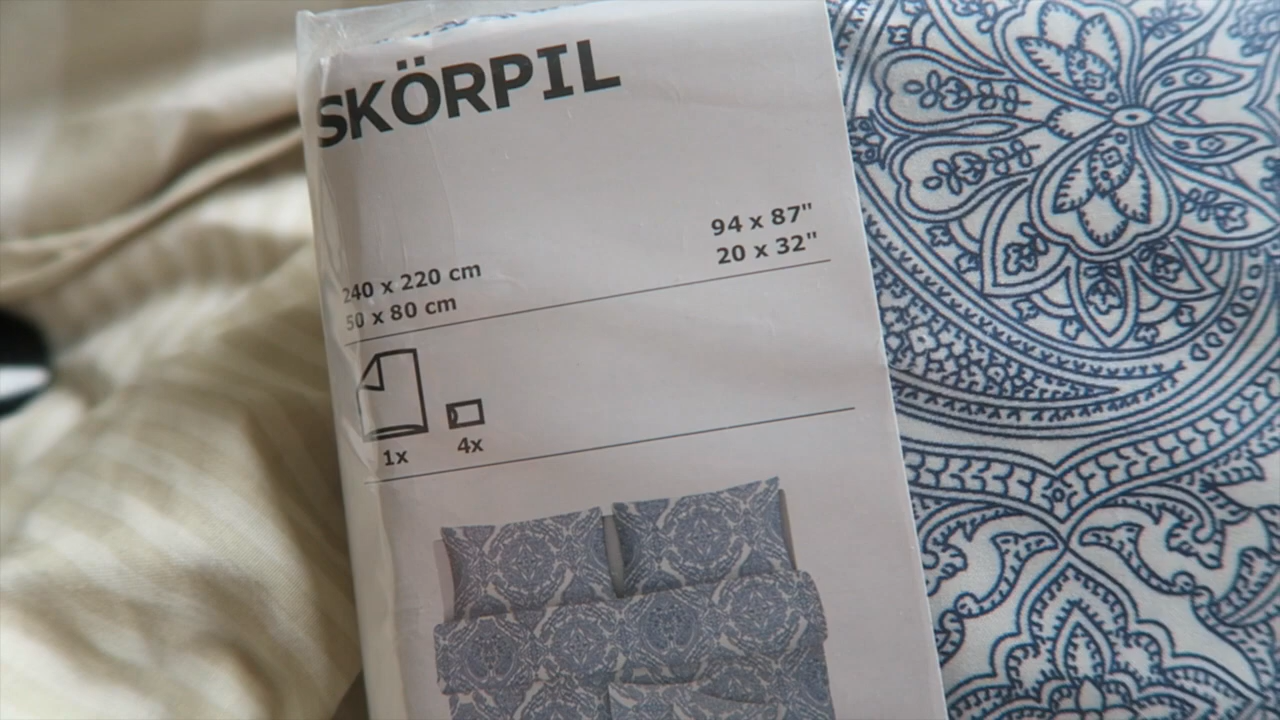 SKÖRPIL
94 x 87"
20 x 32"
240 x 220 cm
50 x 80 cm
1x
4x